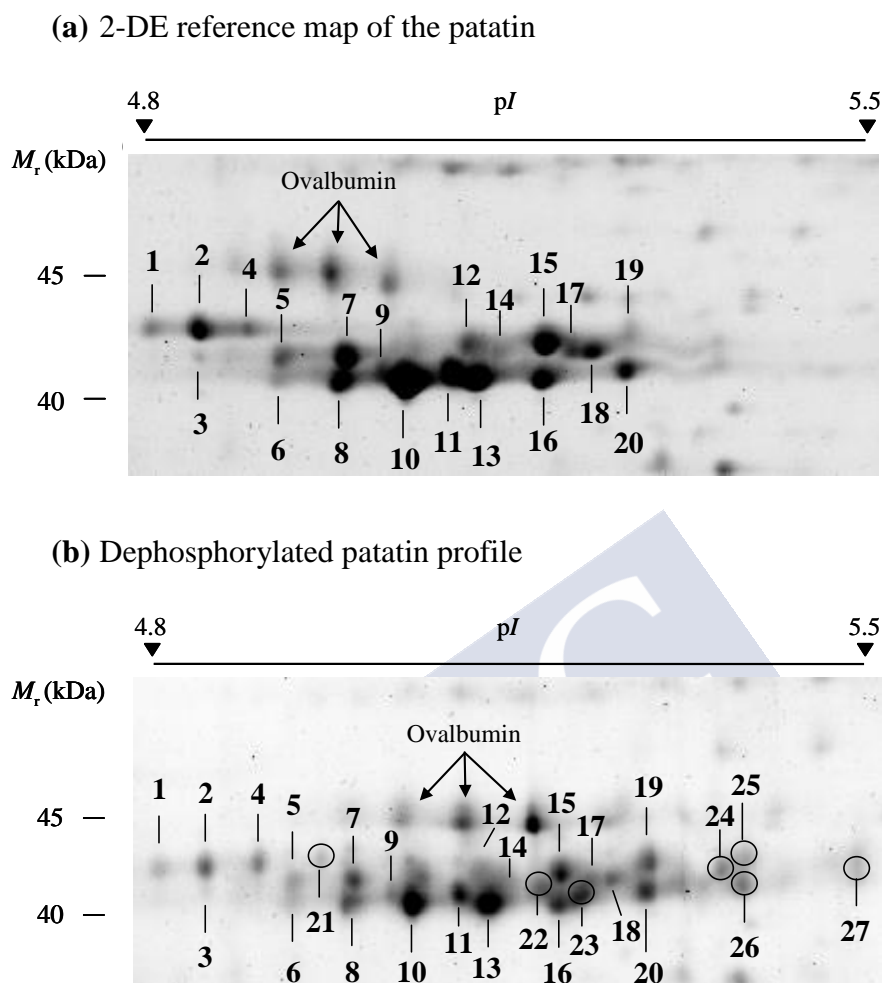 (a) 2-DE reference map of the patatin
4.8 pI 5.5
Mr (kDa)
Ovalbumin
45
1 2 4 5 7 9 12 14 15 17 19
40
3 6 8 10 11 13 16 18 20
(b) Dephosphorylated patatin profile
4.8 pI 5.5
Mr (kDa)
Ovalbumin
45
1 2 4 5 7 9 12 14 15 17 19 24 25
40
3 6 21 8 10 11 13 22 16 23 18 20 26 27